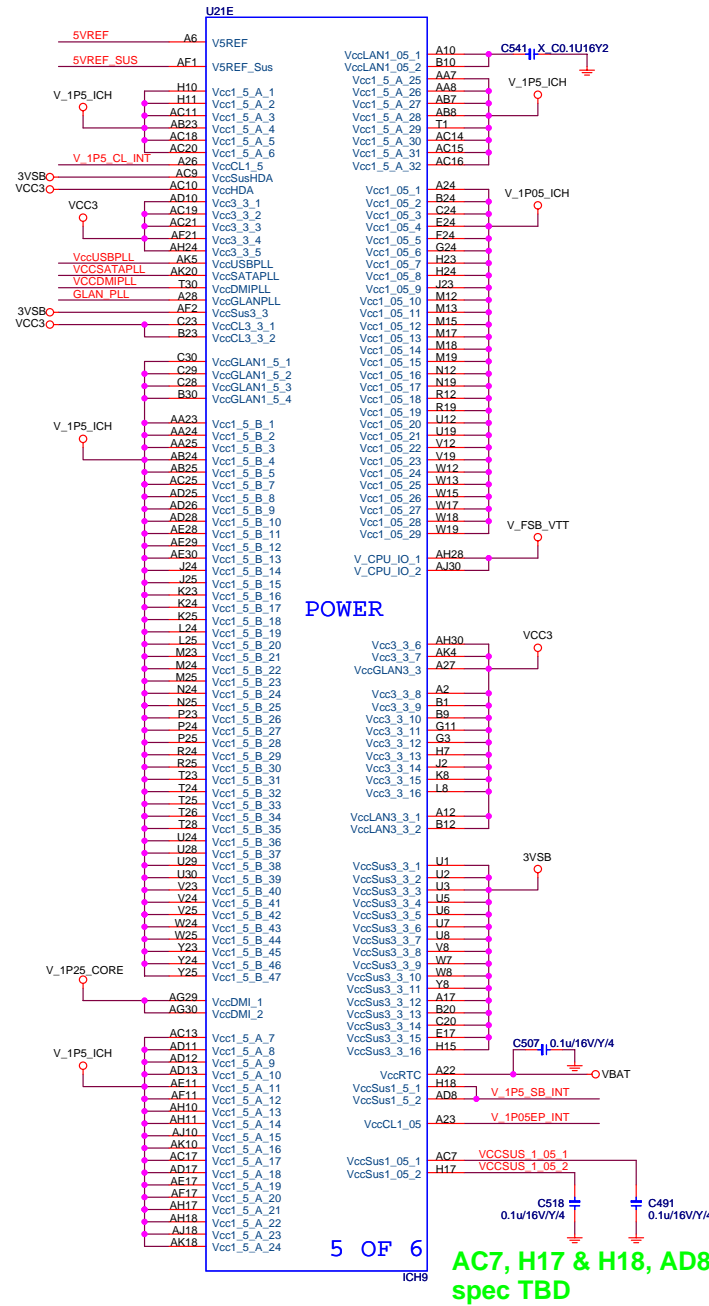 U21E
5VREF A6 V5REF
5VREF_SUS AF1 V5REF_Sus
V_1P5_ICH
H10 Vcc1_5_A_1
H11 Vcc1_5_A_2
AC11 Vcc1_5_A_3
AB23 Vcc1_5_A_4
AC18 Vcc1_5_A_5
AC20 Vcc1_5_A_6
V_1P5_CL_INT A26 VccCL1_5
3VSB AC9 VccSusHDA
VCC3 AC10 VccHDA
VCC3
AD10 Vcc3_3_1
AC19 Vcc3_3_2
AC21 Vcc3_3_3
AF21 Vcc3_3_4
AH24 Vcc3_3_5
VccUSBPLL AK5 VccUSBPLL
VCCSATAPLL AK20 VccSATAPLL
VCCDMIPLL T30 VccDMIPLL
GLAN_PLL A28 VccGLANPLL
3VSB AF2 VccSus3_3
VCC3 C23 VccCL3_3_1
B23 VccCL3_3_2
C30 VccGLAN1_5_1
C29 VccGLAN1_5_2
C28 VccGLAN1_5_3
B30 VccGLAN1_5_4
V_1P5_ICH
AA23 Vcc1_5_B_1
AA24 Vcc1_5_B_2
AA25 Vcc1_5_B_3
AB24 Vcc1_5_B_4
AB25 Vcc1_5_B_5
AC25 Vcc1_5_B_7
AD25 Vcc1_5_B_8
AD26 Vcc1_5_B_9
AD28 Vcc1_5_B_10
AE28 Vcc1_5_B_11
AE29 Vcc1_5_B_12
AE30 Vcc1_5_B_13
J24 Vcc1_5_B_14
J25 Vcc1_5_B_15
K23 Vcc1_5_B_16
K24 Vcc1_5_B_17
K25 Vcc1_5_B_18
L24 Vcc1_5_B_19
L25 Vcc1_5_B_20
M23 Vcc1_5_B_21
M24 Vcc1_5_B_22
M25 Vcc1_5_B_23
N24 Vcc1_5_B_24
N25 Vcc1_5_B_25
P23 Vcc1_5_B_26
P24 Vcc1_5_B_27
P25 Vcc1_5_B_28
R24 Vcc1_5_B_29
R25 Vcc1_5_B_30
T23 Vcc1_5_B_31
T24 Vcc1_5_B_32
T25 Vcc1_5_B_33
T26 Vcc1_5_B_34
T28 Vcc1_5_B_35
U24 Vcc1_5_B_36
U28 Vcc1_5_B_37
U29 Vcc1_5_B_38
U30 Vcc1_5_B_39
V23 Vcc1_5_B_40
V24 Vcc1_5_B_41
V25 Vcc1_5_B_42
W24 Vcc1_5_B_43
W25 Vcc1_5_B_44
Y23 Vcc1_5_B_45
Y24 Vcc1_5_B_46
Y25 Vcc1_5_B_47
V_1P25_CORE
AG29 VccDMI_1
AG30 VccDMI_2
V_1P5_ICH
AC13 Vcc1_5_A_7
AD11 Vcc1_5_A_8
AD12 Vcc1_5_A_9
AD13 Vcc1_5_A_10
AE11 Vcc1_5_A_11
AF11 Vcc1_5_A_12
AH10 Vcc1_5_A_13
AH11 Vcc1_5_A_14
AJ10 Vcc1_5_A_15
AK10 Vcc1_5_A_16
AC17 Vcc1_5_A_17
AD17 Vcc1_5_A_18
AE17 Vcc1_5_A_19
AF17 Vcc1_5_A_20
AH17 Vcc1_5_A_21
AH18 Vcc1_5_A_22
AJ18 Vcc1_5_A_23
AK18 Vcc1_5_A_24
POWER
VccLAN1_05_1 A10 C541 X_C0.1U16Y2
VccLAN1_05_2 B10
Vcc1_5_A_25 AA7
Vcc1_5_A_26 AA8
Vcc1_5_A_27 AB7
Vcc1_5_A_28 AB8
Vcc1_5_A_29 T1
Vcc1_5_A_30 AC14
Vcc1_5_A_31 AC15
Vcc1_5_A_32 AC16
V_1P5_ICH
Vcc1_05_1 A24
Vcc1_05_2 B24
Vcc1_05_3 C24
Vcc1_05_4 E24
Vcc1_05_5 F24
Vcc1_05_6 G24
Vcc1_05_7 H23
Vcc1_05_8 H24
Vcc1_05_9 J23
Vcc1_05_10 M12
Vcc1_05_11 M13
Vcc1_05_12 M15
Vcc1_05_13 M17
Vcc1_05_14 M18
Vcc1_05_15 M19
Vcc1_05_16 N12
Vcc1_05_17 N19
Vcc1_05_18 R12
Vcc1_05_19 R19
Vcc1_05_20 U12
Vcc1_05_21 U19
Vcc1_05_22 V12
Vcc1_05_23 V19
Vcc1_05_24 W12
Vcc1_05_25 W13
Vcc1_05_26 W15
Vcc1_05_27 W17
Vcc1_05_28 W18
Vcc1_05_29 W19
V_1P05_ICH
V_FSB_VTT
V_CPU_IO_1 AH28
V_CPU_IO_2 AJ30
VCC3
Vcc3_3_6 AH30
Vcc3_3_7 AK4
VccGLAN3_3 A27
Vcc3_3_8 A2
Vcc3_3_9 B1
Vcc3_3_10 B9
Vcc3_3_11 G11
Vcc3_3_12 G3
Vcc3_3_13 H7
Vcc3_3_14 J2
Vcc3_3_15 K8
Vcc3_3_16 L8
VccLAN3_3_1 A12
VccLAN3_3_2 B12
3VSB
VccSus3_3_1 U1
VccSus3_3_2 U2
VccSus3_3_3 U3
VccSus3_3_4 U5
VccSus3_3_5 U6
VccSus3_3_6 U7
VccSus3_3_7 U8
VccSus3_3_8 V8
VccSus3_3_9 W7
VccSus3_3_10 W8
VccSus3_3_11 Y8
VccSus3_3_12 A17
VccSus3_3_13 B20
VccSus3_3_14 C20
VccSus3_3_15 E17
VccSus3_3_16 H15
C507 0.1u/16V/Y/4
VccRTC A22 VBAT
VccSus1_5_1 H18
VccSus1_5_2 AD8 V_1P5_SB_INT
VccCL1_05 A23 V_1P05EP_INT
VccSus1_05_1 AC7 VCCSUS_1_05_1
VccSus1_05_2 H17 VCCSUS_1_05_2
C518 0.1u/16V/Y/4
C491 0.1u/16V/Y/4
5 OF 6
ICH9
AC7, H17 & H18, AD8
spec TBD